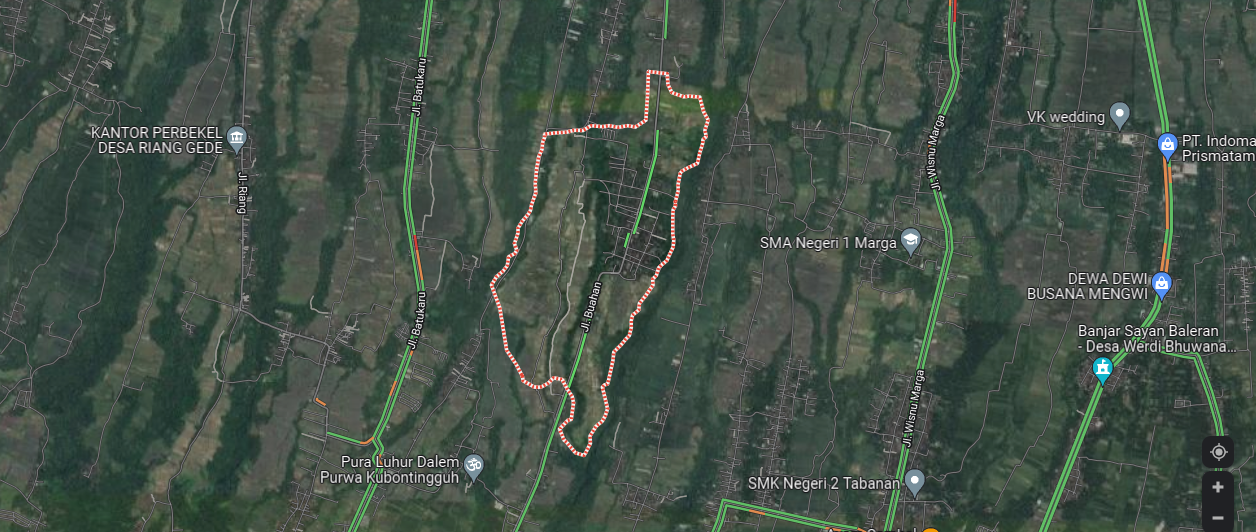 Jl. Batukaru
KANTOR PERBEKEL
DESA RIANG GEDE
Jl. Riang
VK wedding
PT. Indoma
Prismatam
Jl. Wisnu Marga
SMA Negeri 1 Marga
DEWA DEWI
BUSANA MENGWI
Jl. Buahan
Jl. Batukaru
Banjar Sayan Baleran
- Desa Werdi Bhuwana...
Jl. Wisnu Marga
Pura Luhur Dalem
Purwa Kubontingguh
SMK Negeri 2 Tabanan